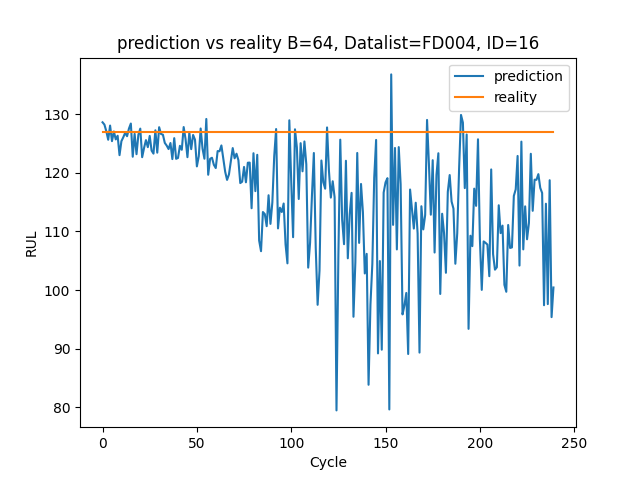 prediction vs reality B=64, Datalist=FD004, ID=16
prediction
reality
RUL
130
120
110
100
90
80
0 50 100 150 200 250
Cycle